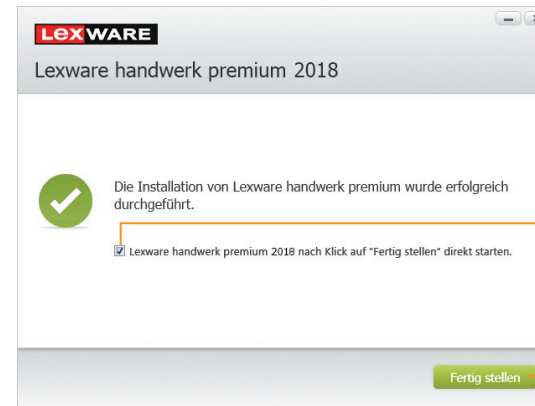 LEXWARE
Lexware handwerk premium 2018
Die Installation von Lexware handwerk premium wurde erfolgreich
durchgeführt.
Lexware handwerk premium 2018 nach Klick auf "Fertig stellen" direkt starten.
Fertig stellen